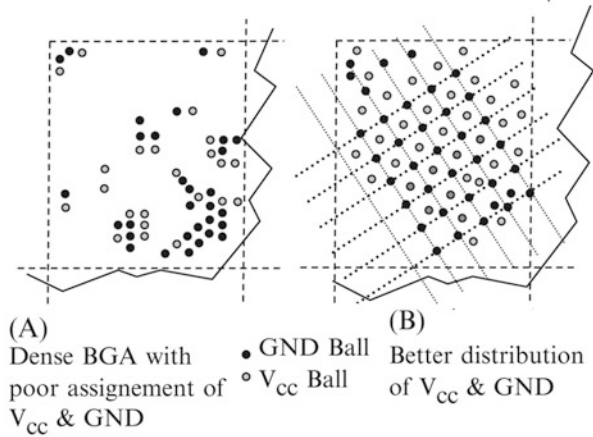 (A)
Dense BGA with
poor assignement of
Vcc & GND
GND Ball
Vcc Ball
(B)
Better distribution
of Vcc & GND